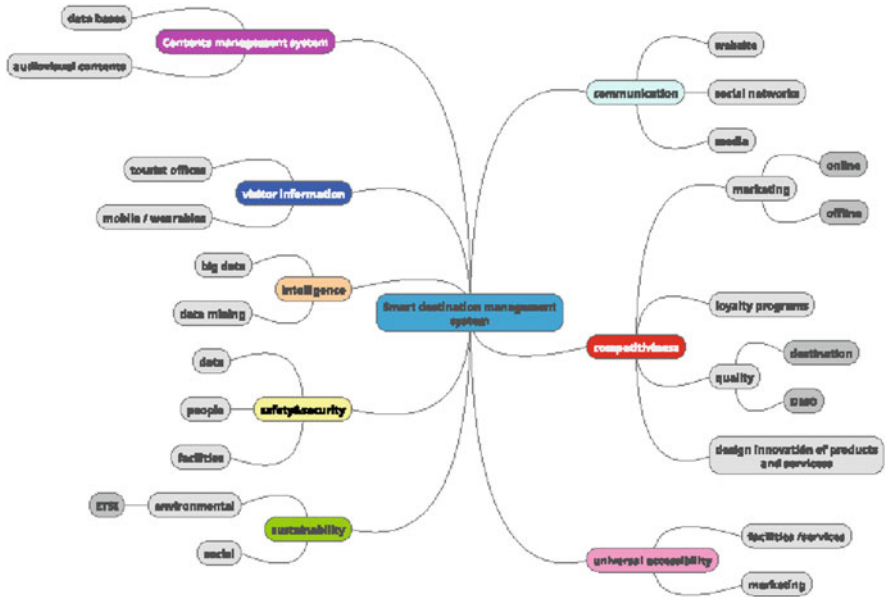 data bases
Contents management system
audiovisual contents
tourist offices
visitor information
mobile / wearables
big data
intelligence
data mining
data
people
safety&security
facilities
environmental
sustainability
social
Smart destination management
system
website
communication
social networks
media
online
marketing
offline
loyalty programs
competitiveness
destination
quality
design innovation of products
and services
facilities /services
universal accessibility
marketing